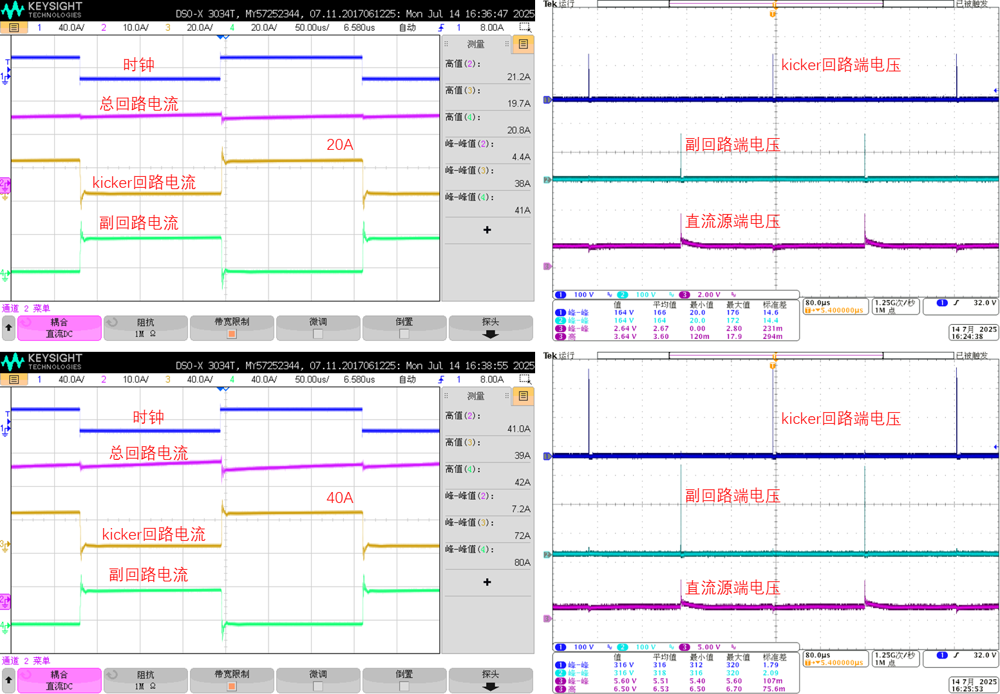 KEYSIGHT
TECHNOLOGIES
DSO-X 3034T, MY57252344, 07.11.2017061225: Mon Jul 14 16:36:47 2025
1 40.0A/ 2 10.0A/ 3 20.0A/ 4 20.0A/ 50.00us/ 6.580us 自动 1 8.00A
时钟
总回路电流
20A
kicker回路电流
副回路电流
T
1
2
4
测量
高值(2):
21.2A
高值(3):
19.7A
高值(4):
20.8A
峰-峰值(2):
4.4A
峰-峰值(3):
38A
峰-峰值(4):
41A
+
通道 2 菜单
耦合
直流DC
阻抗
1M Ω
带宽限制
微调
倒置
探头
Tek 运行
已被触发
T
kicker回路端电压
副回路端电压
直流源端电压
1
2
3
1 100 V 2 100 V 3 2.00 V
值 平均值 最小值 最大值 标准差
1 峰-峰 164 V 166 20.0 176 14.6
2 峰-峰 164 V 164 20.0 172 14.4
3 峰-峰 2.64 V 2.67 0.00 2.80 231m
3 高 3.64 V 3.60 120m 17.9 294m
80.0µs
T→▼5.400000µs
1.25G次/秒
1M 点
1 32.0 V
14 7月 2025
16:24:38
KEYSIGHT
TECHNOLOGIES
DSO-X 3034T, MY57252344, 07.11.2017061225: Mon Jul 14 16:38:55 2025
1 40.0A/ 2 10.0A/ 3 40.0A/ 4 40.0A/ 50.00us/ 6.580us 自动 1 8.00A
时钟
总回路电流
40A
kicker回路电流
副回路电流
T
1
3
2
4
测量
高值(2):
41.0A
高值(3):
39A
高值(4):
42A
峰-峰值(2):
7.2A
峰-峰值(3):
72A
峰-峰值(4):
80A
+
通道 2 菜单
耦合
直流DC
阻抗
1M Ω
带宽限制
微调
倒置
探头
Tek 运行
已被触发
T
kicker回路端电压
副回路端电压
直流源端电压
1
2
3
1 100 V 2 100 V 3 5.00 V
值 平均值 最小值 最大值 标准差
1 峰-峰 316 V 316 312 320 1.79
2 峰-峰 316 V 318 316 320 2.09
3 峰-峰 5.60 V 5.51 5.40 5.60 107m
3 高 6.50 V 6.53 6.50 6.70 75.6m
80.0µs
T→▼5.400000µs
1.25G次/秒
1M 点
1 32.0 V
14 7月 2025
16:25:53